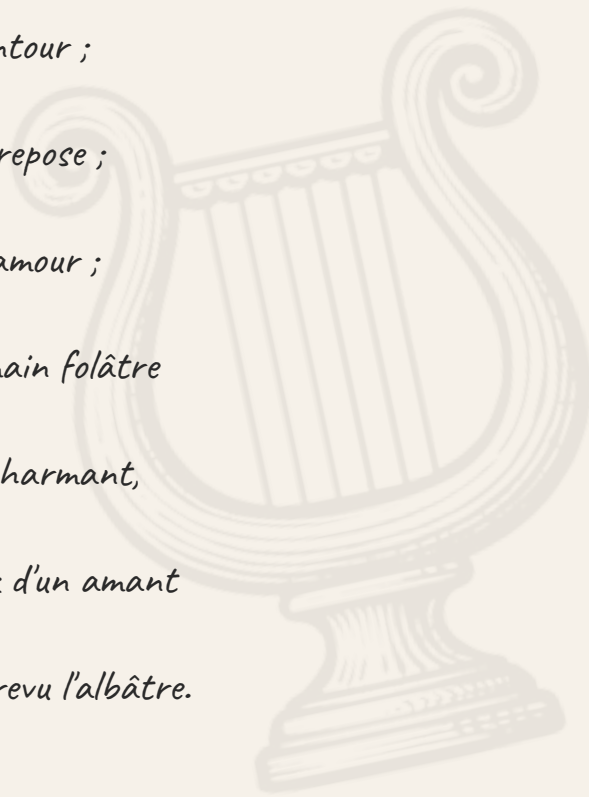 ntour ;
repose ;
amour ;
ain folâtre
harmant,
d'un amant
revu l'albâtre.